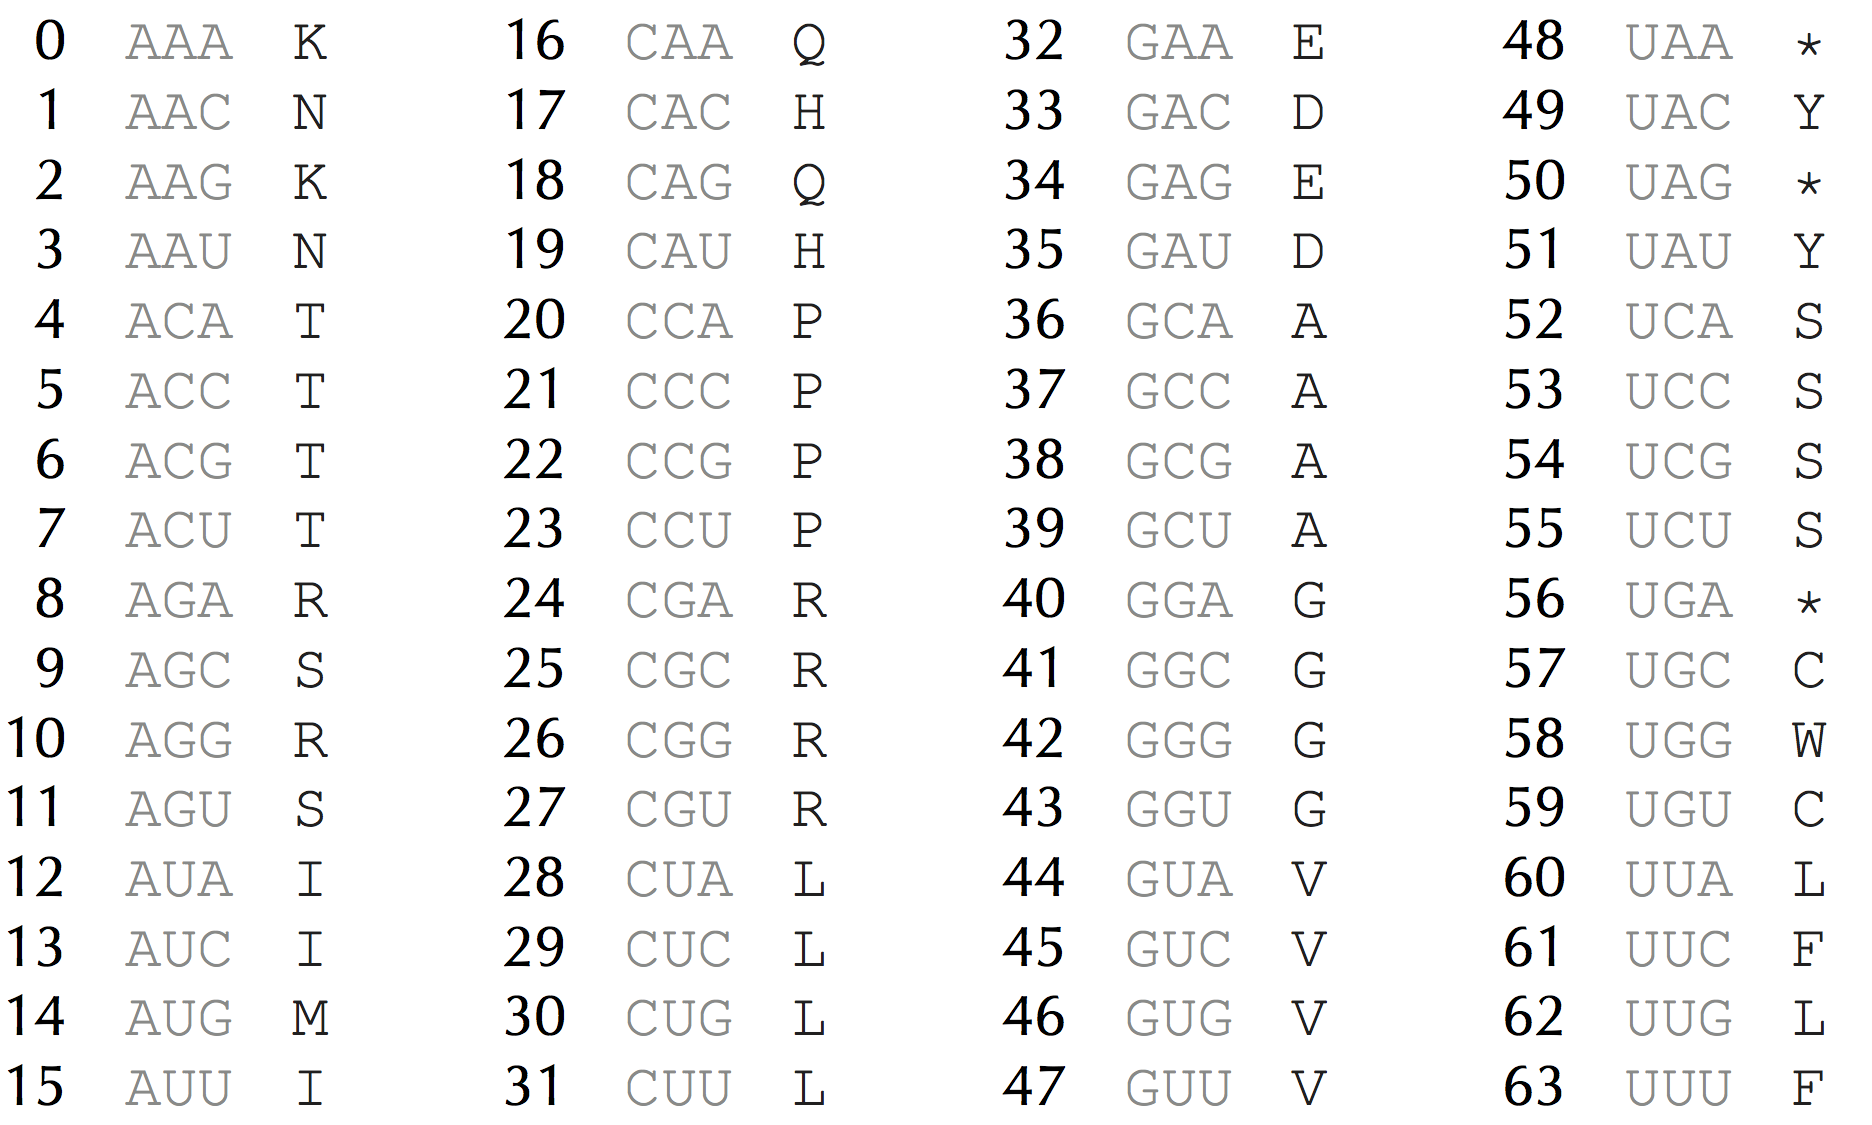 0 AAA K 16 CAA Q 32 GAA E 48 UAA *
1 AAC N 17 CAC H 33 GAC D 49 UAC Y
2 AAG K 18 CAG Q 34 GAG E 50 UAG *
3 AAU N 19 CAU H 35 GAU D 51 UAU Y
4 ACA T 20 CCA P 36 GCA A 52 UCA S
5 ACC T 21 CCC P 37 GCC A 53 UCC S
6 ACG T 22 CCG P 38 GCG A 54 UCG S
7 ACU T 23 CCU P 39 GCU A 55 UCU S
8 AGA R 24 CGA R 40 GGA G 56 UGA *
9 AGC S 25 CGC R 41 GGC G 57 UGC C
10 AGG R 26 CGG R 42 GGG G 58 UGG W
11 AGU S 27 CGU R 43 GGU G 59 UGU C
12 AUA I 28 CUA L 44 GUA V 60 UUA L
13 AUC I 29 CUC L 45 GUC V 61 UUC F
14 AUG M 30 CUG L 46 GUG V 62 UUG L
15 AUU I 31 CUU L 47 GUU V 63 UUU F